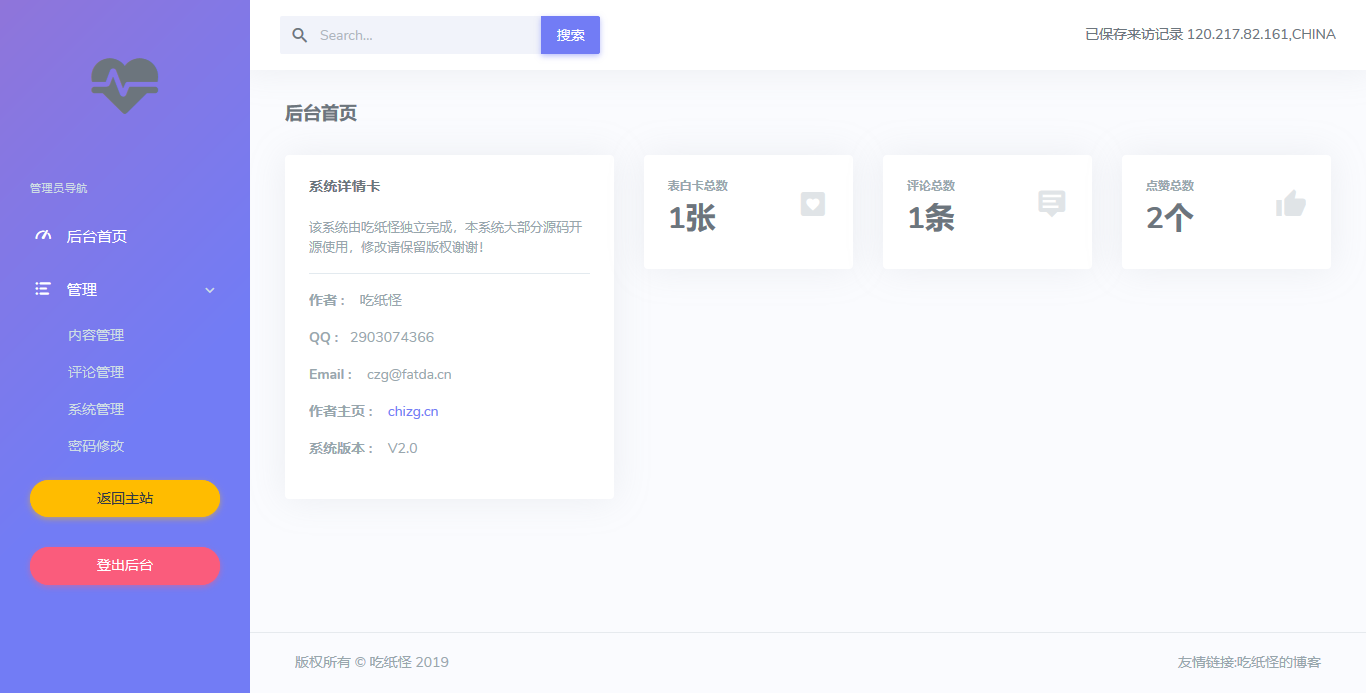 Search...
搜索
已保存来访记录 120.217.82.161,CHINA
管理员导航
后台首页
管理
内容管理
评论管理
系统管理
密码修改
返回主站
登出后台
后台首页
系统详情卡
该系统由吃纸怪独立完成，本系统大部分源码开
源使用，修改请保留版权谢谢！
作者： 吃纸怪
QQ： 2903074366
Email： czg@fatda.cn
作者主页： chizg.cn
系统版本： V2.0
表白卡总数
1张
评论总数
1条
点赞总数
2个
版权所有 © 吃纸怪 2019
友情链接:吃纸怪的博客